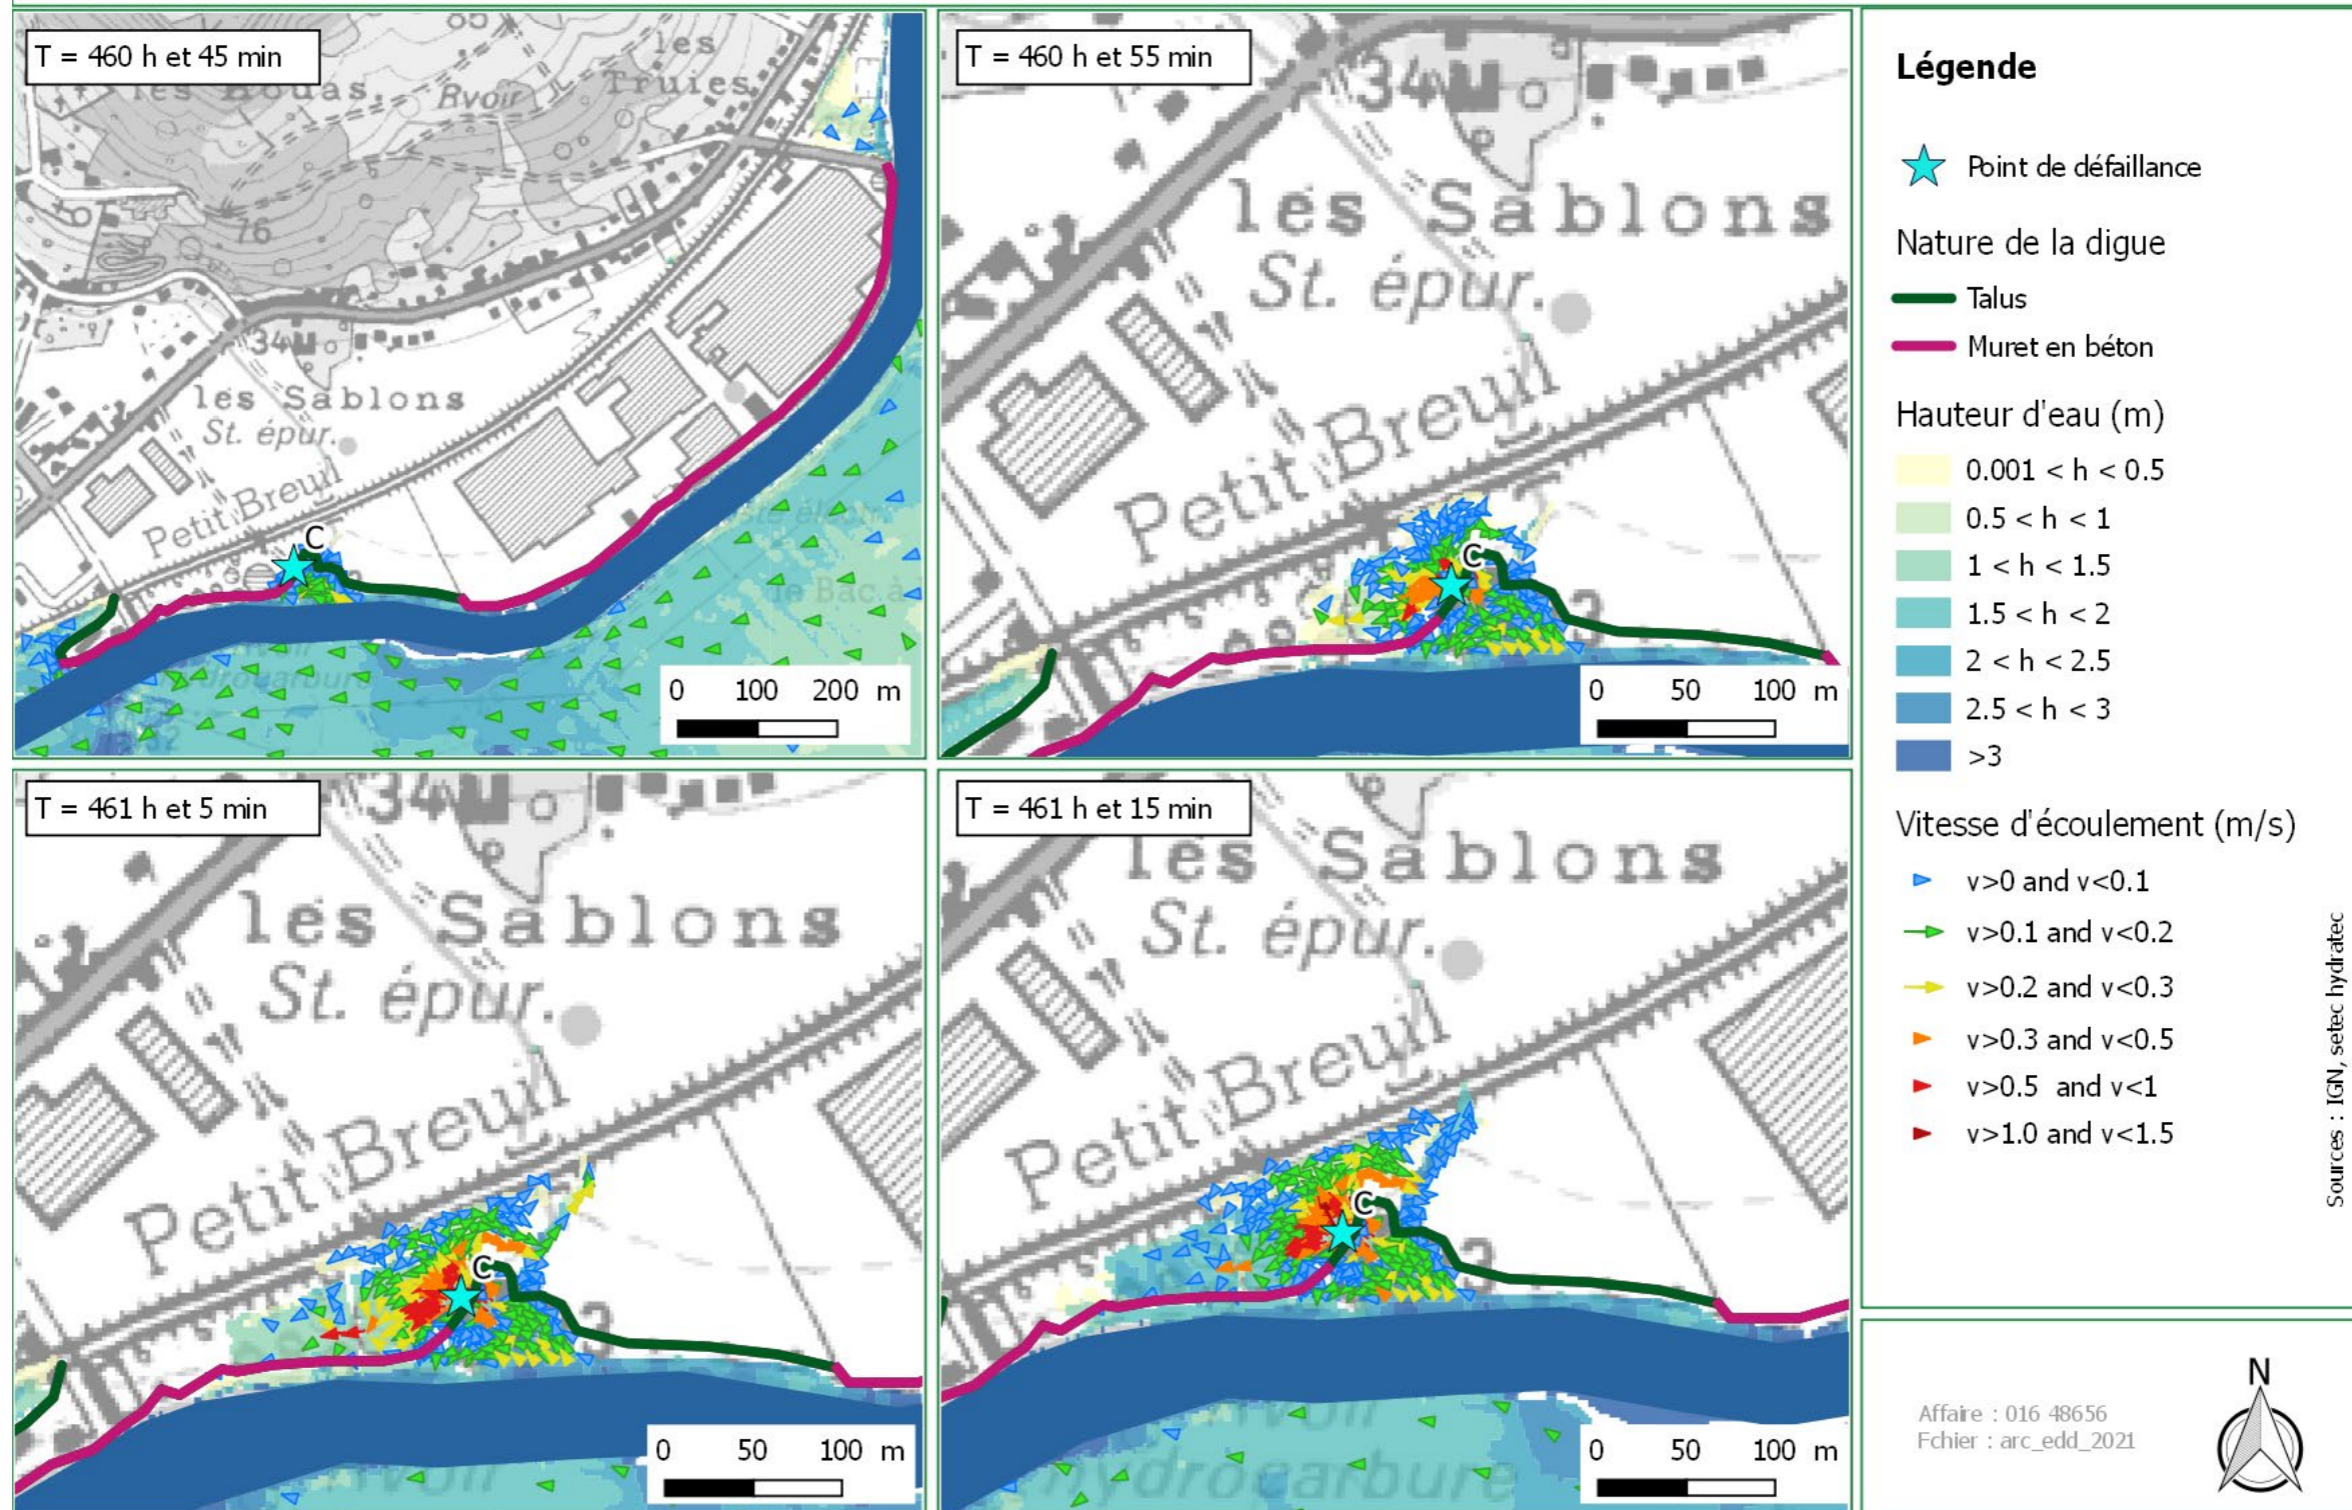 T = 460 h et 45 min
les
Truies
Rvoir
les Houas
76
34
les Sablons
St. épur.
Petit Breuil
C
hydrocarbure
0 100 200 m
T = 460 h et 55 min
34
les Sablons
St. épur.
Petit Breuil
C
3
0 50 100 m
T = 461 h et 5 min
34
les Sablons
St. épur.
Petit Breuil
C
3
0 50 100 m
T = 461 h et 15 min
les Sablons
St. épur.
Petit Breuil
C
3
rvoir
hydrocarbure
0 50 100 m
Légende
Point de défaillance
Nature de la digue
Talus
Muret en béton
Hauteur d'eau (m)
0.001 < h < 0.5
0.5 < h < 1
1 < h < 1.5
1.5 < h < 2
2 < h < 2.5
2.5 < h < 3
>3
Vitesse d'écoulement (m/s)
v>0 and v<0.1
v>0.1 and v<0.2
v>0.2 and v<0.3
v>0.3 and v<0.5
v>0.5 and v<1
v>1.0 and v<1.5
Sources : IGN, setec hydratec
Affaire : 016 48656
Fchier : arc_edd_2021
N